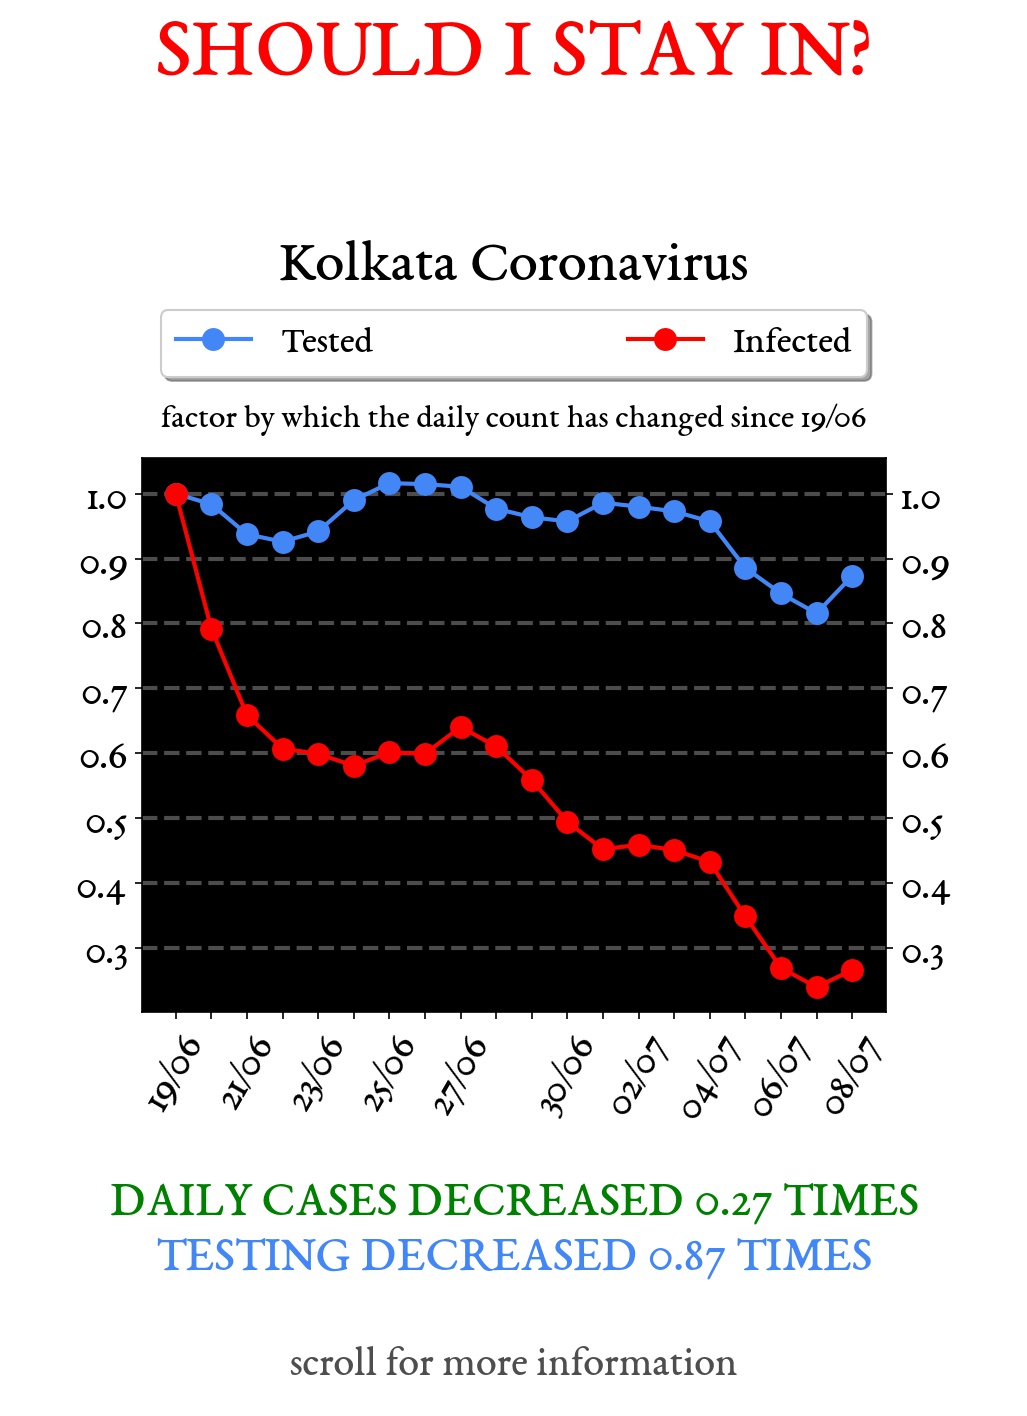 SHOULD I STAY IN?
Kolkata Coronavirus
Tested Infected
factor by which the daily count has changed since 19/06
1.0 1.0
0.9 0.9
0.8 0.8
0.7 0.7
0.6 0.6
0.5 0.5
0.4 0.4
0.3 0.3
19/06 21/06 23/06 25/06 27/06 30/06 02/07 04/07 06/07 08/07
DAILY CASES DECREASED 0.27 TIMES
TESTING DECREASED 0.87 TIMES
scroll for more information